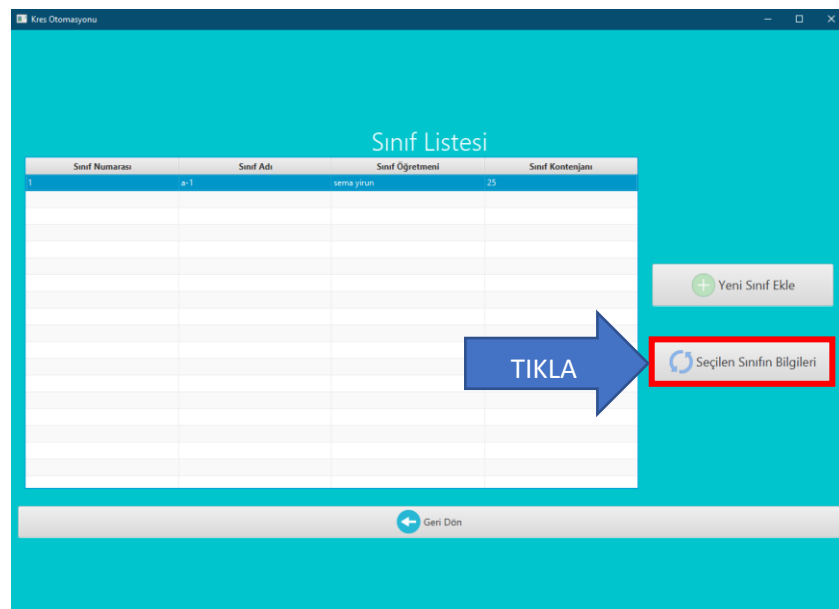 Kres Otomasyonu
Sınıf Listesi
Sınıf Numarası Sınıf Adı Sınıf Öğretmeni Sınıf Kontenjanı
1 a-1 sema yirun 25
Yeni Sınıf Ekle
TIKLA
Seçilen Sınıfın Bilgileri
Geri Dön